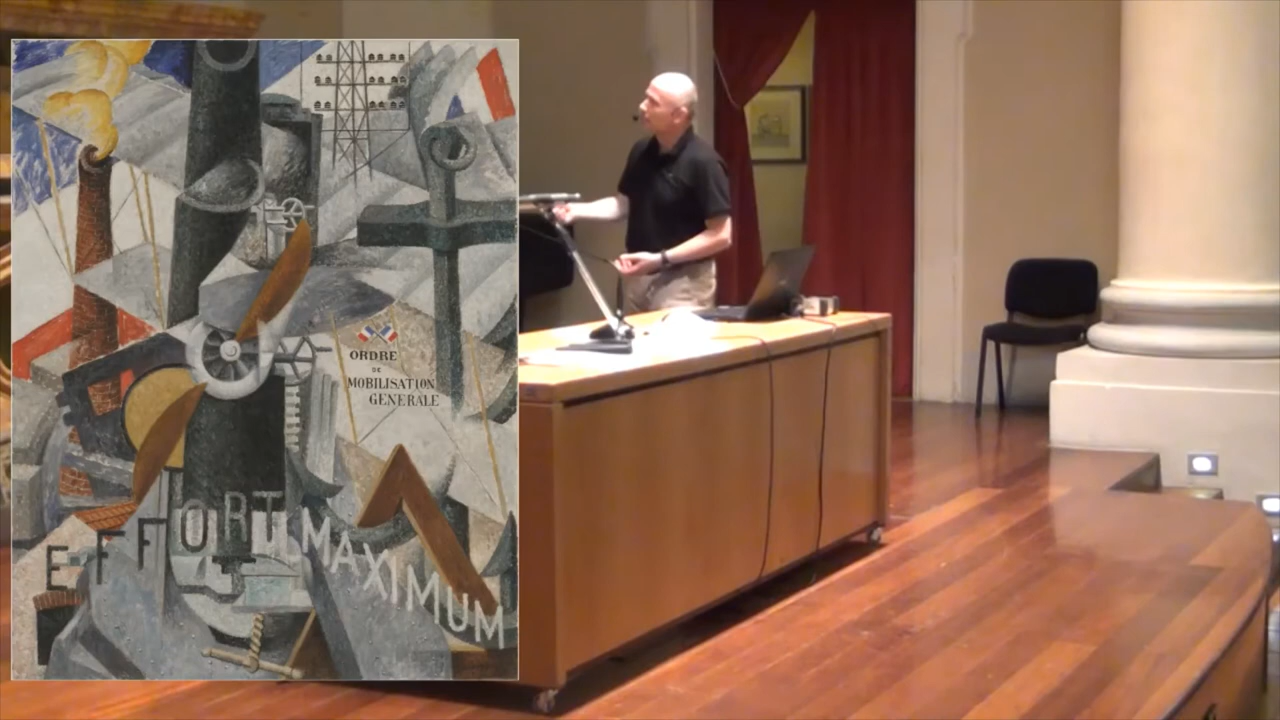 ORDRE
DE
MOBILISATION
GENERALE
EFFORT MAXIMUM